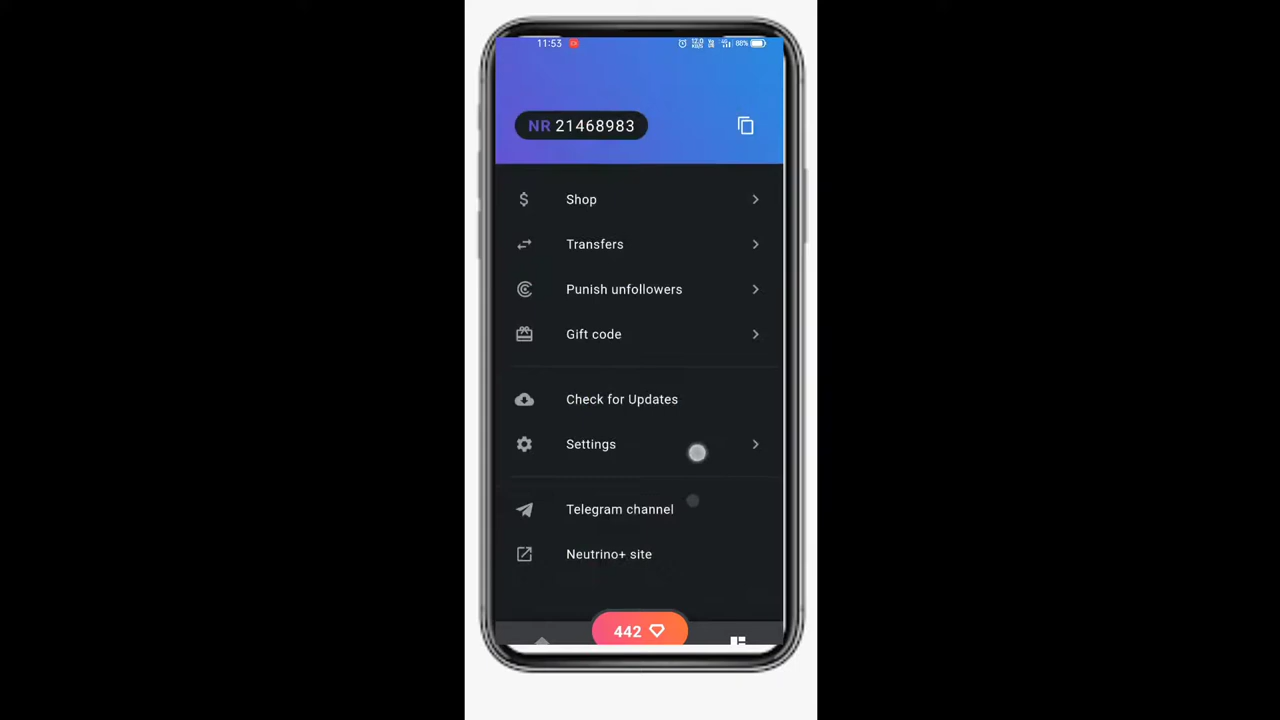 11:53 88%
NR 21468983
Shop
Transfers
Punish unfollowers
Gift code
Check for Updates
Settings
Telegram channel
Neutrino+ site
442